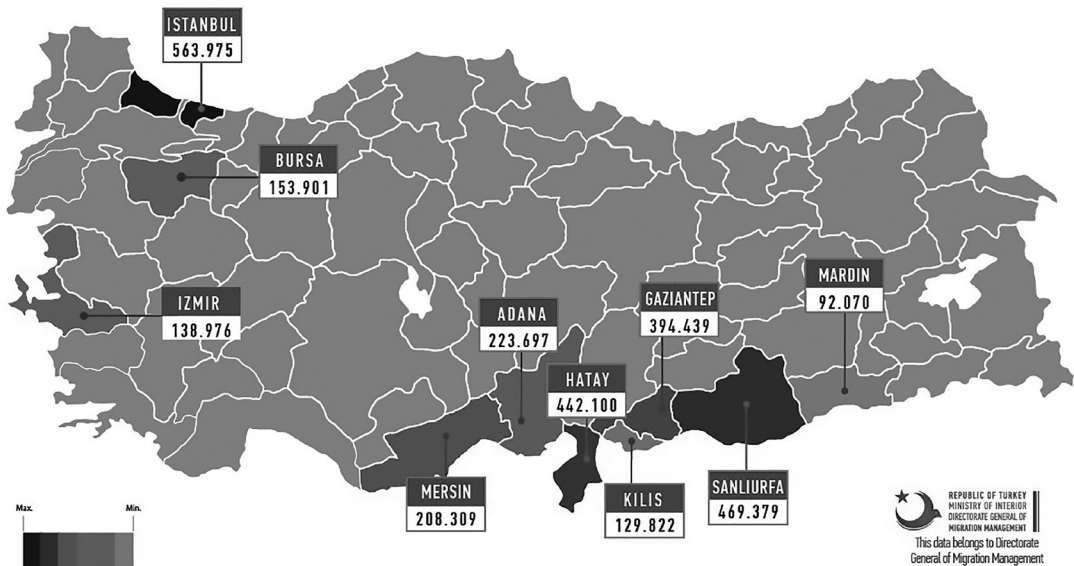 ISTANBUL
563.975
BURSA
153.901
IZMIR
138.976
ADANA
223.697
HATAY
442.100
GAZIANTEP
394.439
MARDIN
92.070
MERSIN
208.309
KILIS
129.822
SANLIURFA
469.379
Max.
Min.
REPUBLIC OF TURKEY
MINISTRY OF INTERIOR
DIRECTORATE GENERAL OF
MIGRATION MANAGEMENT
This data belongs to Directorate
General of Migration Management